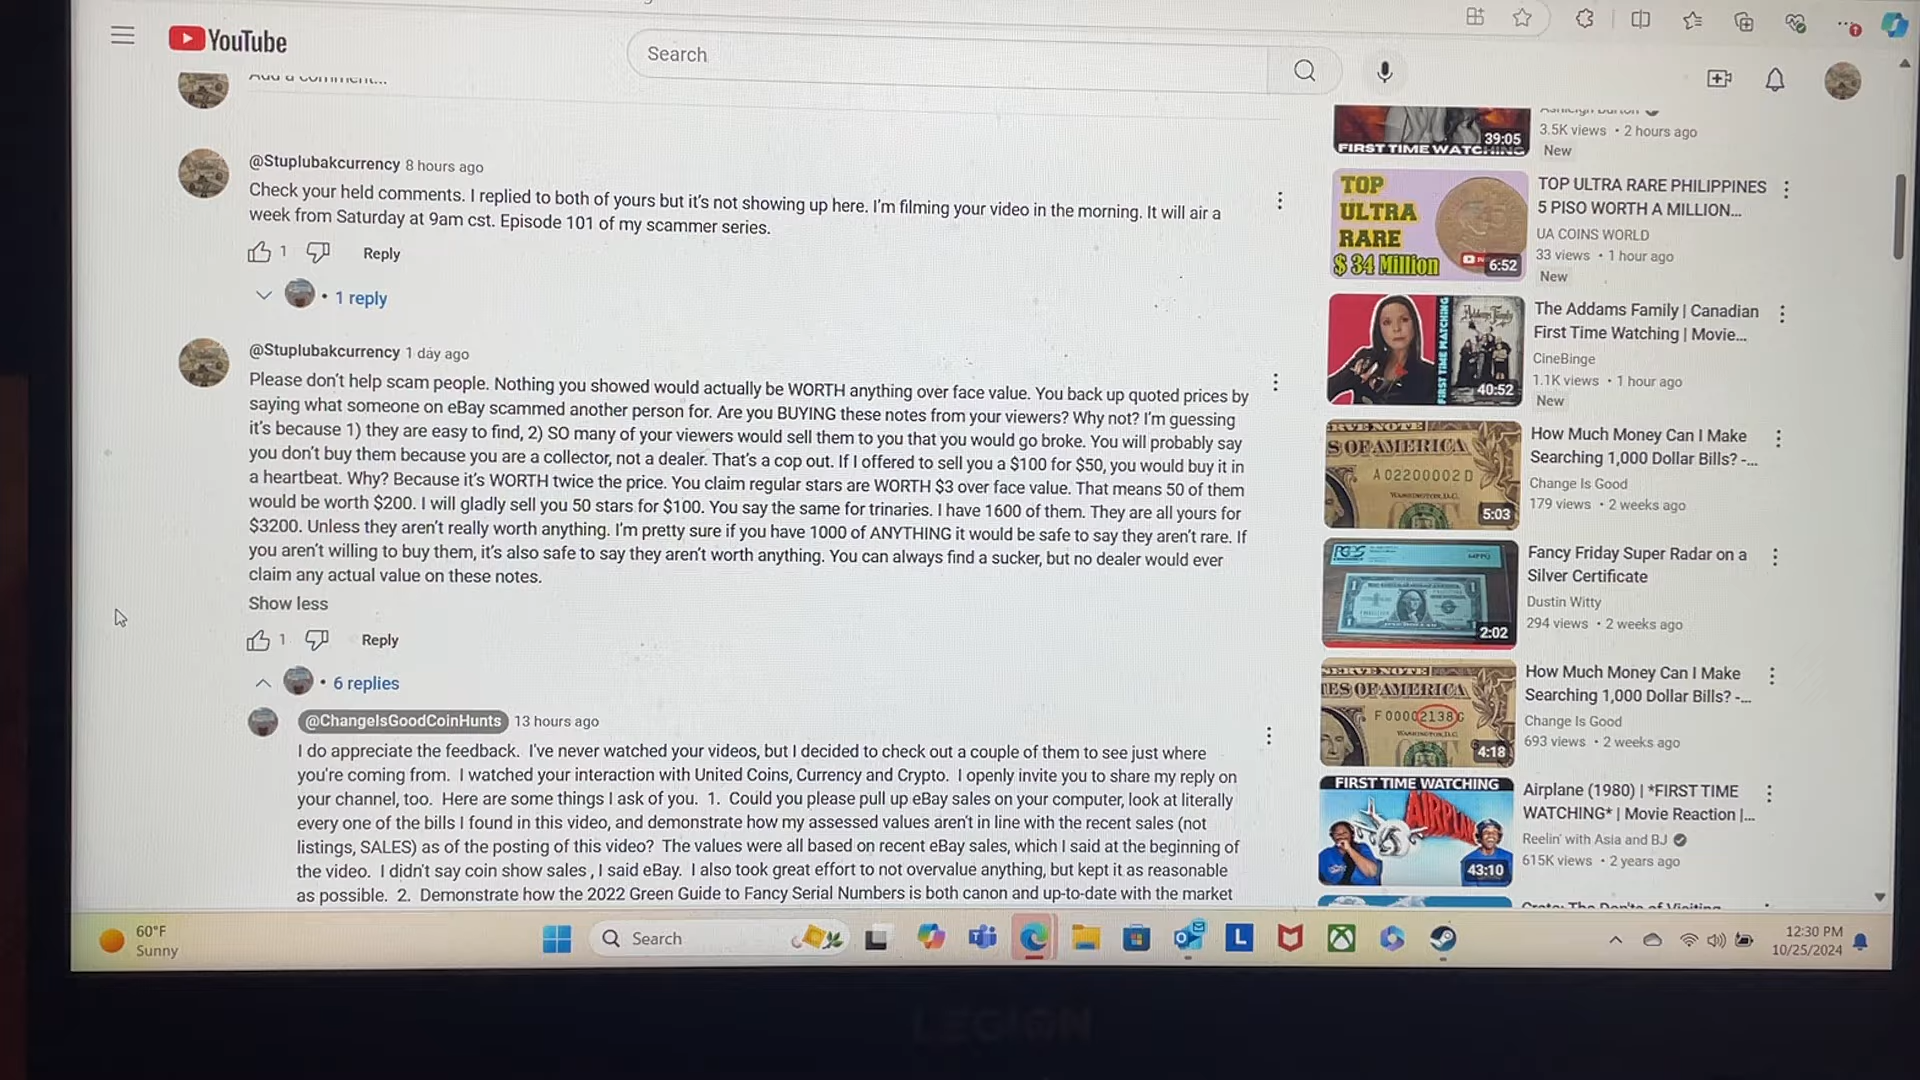 YouTube
Search
Add a comment...
@Stuplubakcurrency 8 hours ago
Check your held comments. I replied to both of yours but it's not showing up here. I'm filming your video in the morning. It will air a
week from Saturday at 9am cst. Episode 101 of my scammer series.
1
Reply
• 1 reply
@Stuplubakcurrency 1 day ago
Please don't help scam people. Nothing you showed would actually be WORTH anything over face value. You back up quoted prices by
saying what someone on eBay scammed another person for. Are you BUYING these notes from your viewers? Why not? I'm guessing
it's because 1) they are easy to find, 2) SO many of your viewers would sell them to you that you would go broke. You will probably say
you don't buy them because you are a collector, not a dealer. That's a cop out. If I offered to sell you a $100 for $50, you would buy it in
a heartbeat. Why? Because it's WORTH twice the price. You claim regular stars are WORTH $3 over face value. That means 50 of them
would be worth $200. I will gladly sell you 50 stars for $100. You say the same for trinaries. I have 1600 of them. They are all yours for
$3200. Unless they aren't really worth anything. I'm pretty sure if you have 1000 of ANYTHING it would be safe to say they aren't rare. If
you aren't willing to buy them, it's also safe to say they aren't worth anything. You can always find a sucker, but no dealer would ever
claim any actual value on these notes.
Show less
1
Reply
• 6 replies
@ChangeIsGoodCoinHunts 13 hours ago
I do appreciate the feedback. I've never watched your videos, but I decided to check out a couple of them to see just where
you're coming from. I watched your interaction with United Coins, Currency and Crypto. I openly invite you to share my reply on
your channel, too. Here are some things I ask of you. 1. Could you please pull up eBay sales on your computer, look at literally
every one of the bills I found in this video, and demonstrate how my assessed values aren't in line with the recent sales (not
listings, SALES) as of the posting of this video? The values were all based on recent eBay sales, which I said at the beginning of
the video. I didn't say coin show sales , I said eBay. I also took great effort to not overvalue anything, but kept it as reasonable
as possible. 2. Demonstrate how the 2022 Green Guide to Fancy Serial Numbers is both canon and up-to-date with the market
39:05
FIRST TIME WATCHING
3.5K views • 2 hours ago
New
TOP
ULTRA
RARE
$ 34 Million
6:52
TOP ULTRA RARE PHILIPPINES
5 PISO WORTH A MILLION...
UA COINS WORLD
33 views • 1 hour ago
New
FIRST TIME WATCHING
Addams Family
40:52
The Addams Family | Canadian
First Time Watching | Movie...
CineBinge
1.1K views • 1 hour ago
New
RVE NOTE
S OF AMERICA
A 02200002 D
WASHINGTON, D.C.
5:03
How Much Money Can I Make
Searching 1,000 Dollar Bills? -...
Change Is Good
179 views • 2 weeks ago
PCGS
2:02
Fancy Friday Super Radar on a
Silver Certificate
Dustin Witty
294 views • 2 weeks ago
SERVE NOTE
ES OF AMERICA
F 00002138 G
4:18
How Much Money Can I Make
Searching 1,000 Dollar Bills? -...
Change Is Good
693 views • 2 weeks ago
FIRST TIME WATCHING
AIRPLANE
43:10
Airplane (1980) | *FIRST TIME
WATCHING* | Movie Reaction |...
Reelin' with Asia and BJ
615K views • 2 years ago
60°F
Sunny
Search
L
12:30 PM
10/25/2024
LEGION